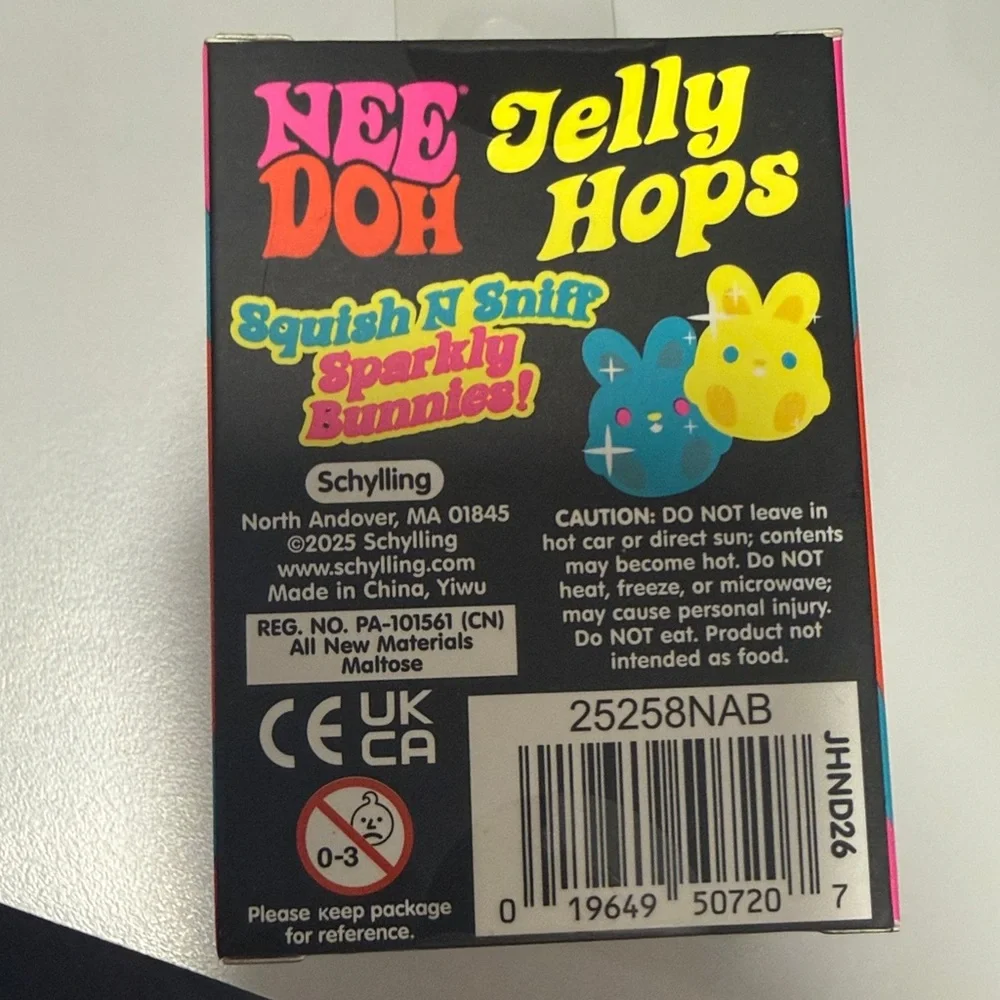 NEE
DOH
Jelly
Hops
Squish N Sniff
Sparkly
Bunnies!
Schylling
North Andover, MA 01845
©2025 Schylling
www.schylling.com
Made in China, Yiwu
REG. NO. PA-101561 (CN)
All New Materials
Maltose
CAUTION: DO NOT leave in
hot car or direct sun; contents
may become hot. Do NOT
heat, freeze, or microwave;
may cause personal injury.
Do NOT eat. Product not
intended as food.
CE
UK
CA
0-3
Please keep package
for reference.
25258NAB
JHND26
0 19649 50720 7